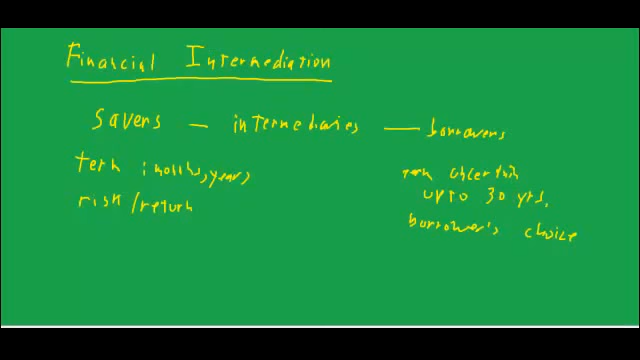 Financial Intermediation
savers — intermediaries — borrowers
term : months, years,
risk / return
term uncertain
up to 30 yrs.
borrower's choice